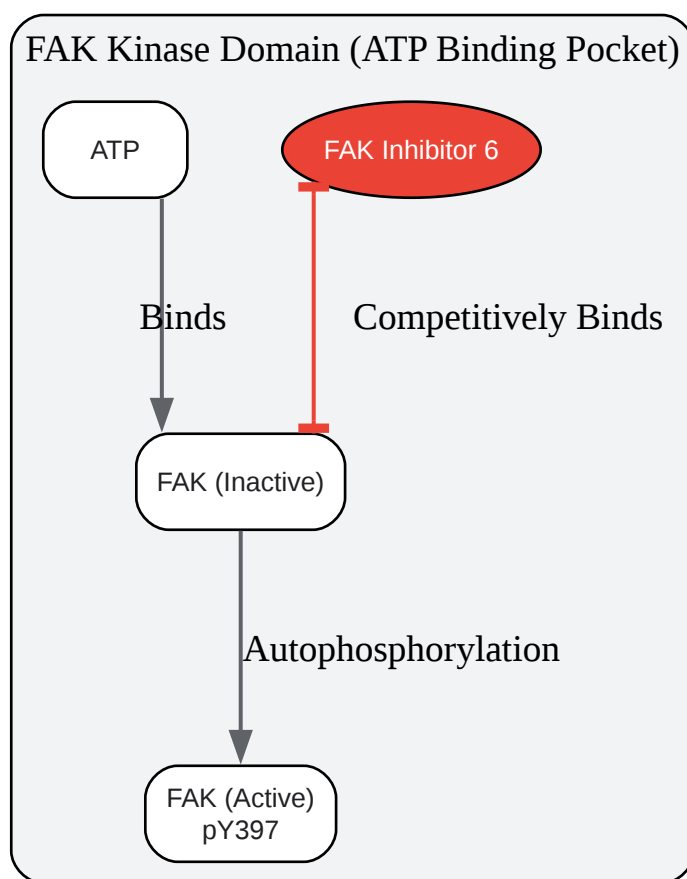 FAK Kinase Domain (ATP Binding Pocket)
ATP
FAK Inhibitor 6
Binds
Competitively Binds
FAK (Inactive)
Autophosphorylation
FAK (Active)
pY397